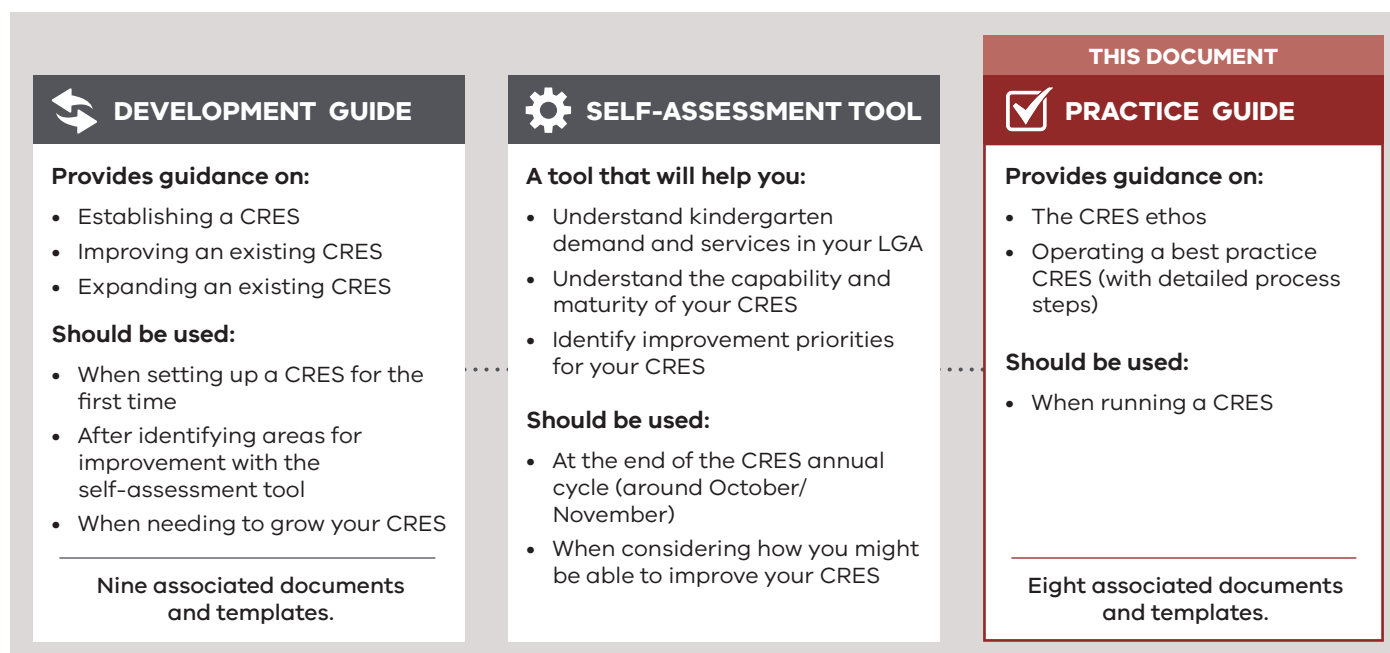 DEVELOPMENT GUIDE
Provides guidance on:
• Establishing a CRES
• Improving an existing CRES
• Expanding an existing CRES
Should be used:
• When setting up a CRES for the
first time
• After identifying areas for
improvement with the
self-assessment tool
• When needing to grow your CRES
Nine associated documents
and templates.
SELF-ASSESSMENT TOOL
A tool that will help you:
• Understand kindergarten
demand and services in your LGA
• Understand the capability and
maturity of your CRES
• Identify improvement priorities
for your CRES
Should be used:
• At the end of the CRES annual
cycle (around October/
November)
• When considering how you might
be able to improve your CRES
THIS DOCUMENT
PRACTICE GUIDE
Provides guidance on:
• The CRES ethos
• Operating a best practice
CRES (with detailed process
steps)
Should be used:
• When running a CRES
Eight associated documents
and templates.